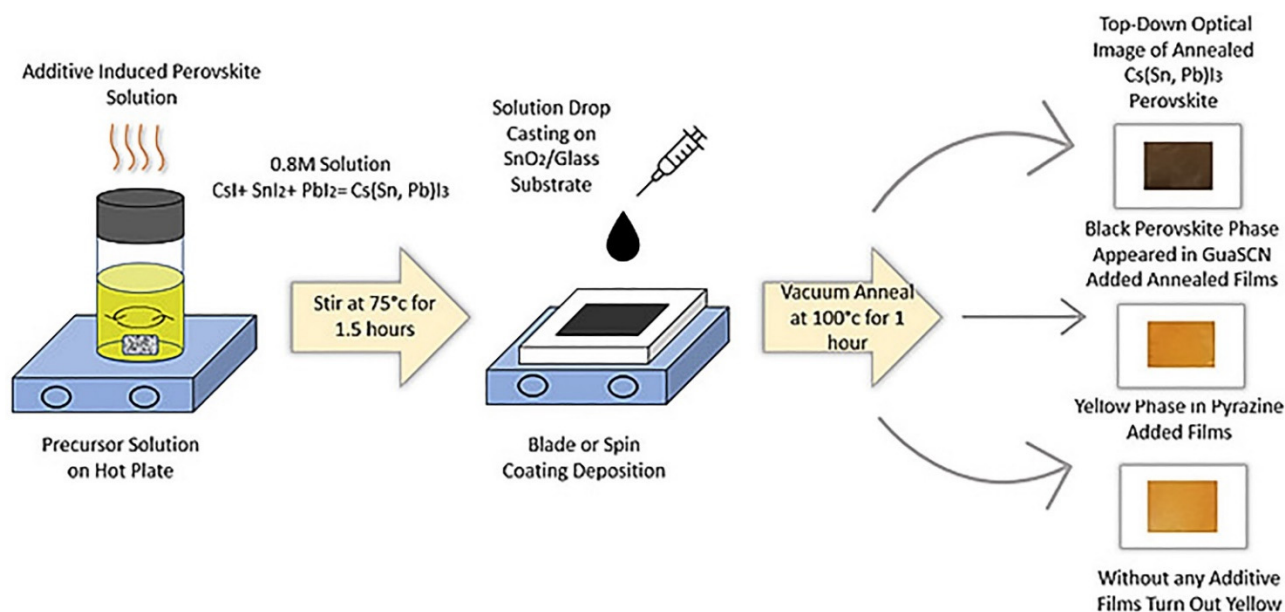 Additive Induced Perovskite
Solution
0.8M Solution
CsI+ SnI₂+ PbI₂= Cs(Sn, Pb)I₃
Stir at 75°c for
1.5 hours
Precursor Solution
on Hot Plate
Solution Drop
Casting on
SnO₂/Glass
Substrate
Blade or Spin
Coating Deposition
Vacuum Anneal
at 100°c for 1
hour
Top-Down Optical
Image of Annealed
Cs(Sn, Pb)I₃
Perovskite
Black Perovskite Phase
Appeared in GuaSCN
Added Annealed Films
Yellow Phase in Pyrazine
Added Films
Without any Additive
Films Turn Out Yellow